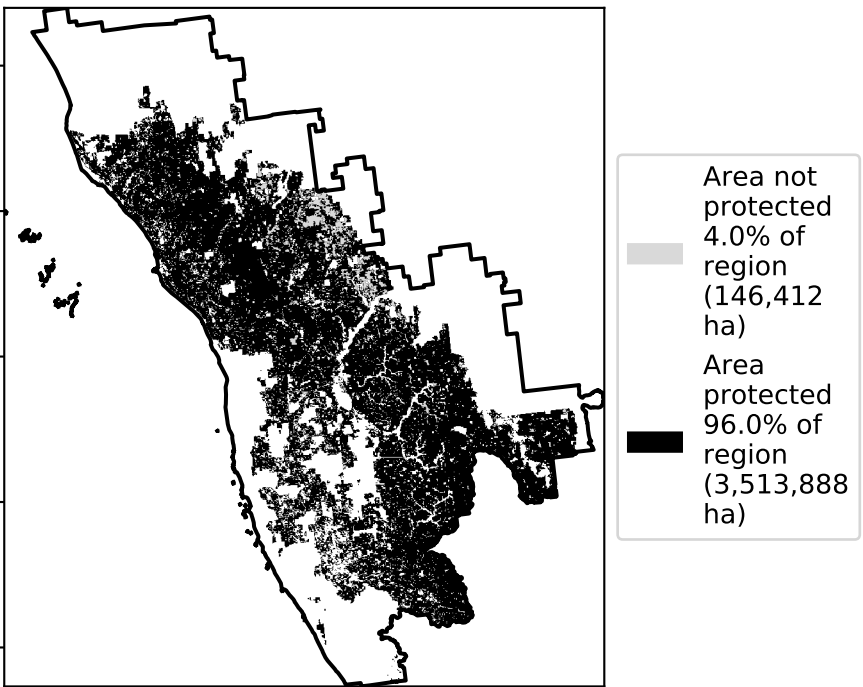 Area not
protected
4.0% of
region
(146,412
ha)
Area
protected
96.0% of
region
(3,513,888
ha)